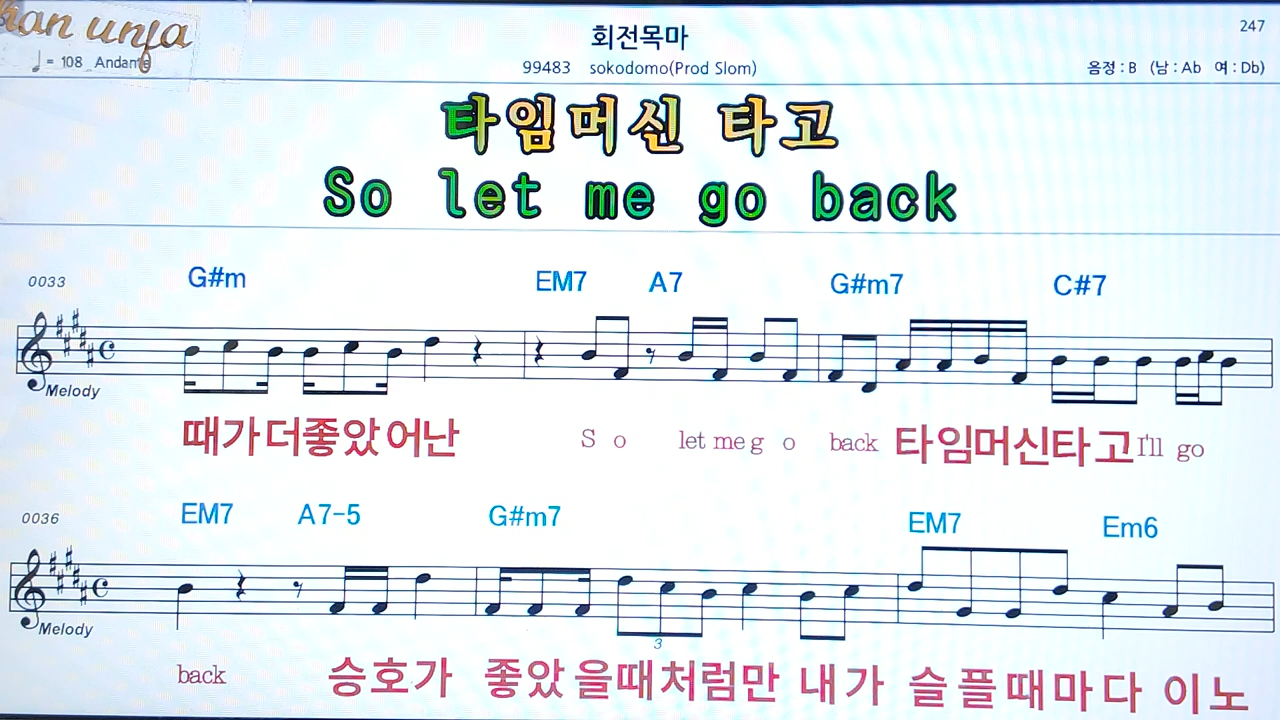 han unfa
♩= 108 Andante
회전목마
247
99483 sokodomo(Prod Slom)
음정 : B (남 : Ab 여 : Db)
타임머신 타고
So let me go back
0033
G#m EM7 A7 G#m7 C#7
Melody
때가더좋았어난 So let me go back 타임머신타고 I'll go
0036
EM7 A7-5 G#m7 EM7 Em6
Melody
3
back 승호가 좋았을때처럼만 내가 슬플때마다 이노